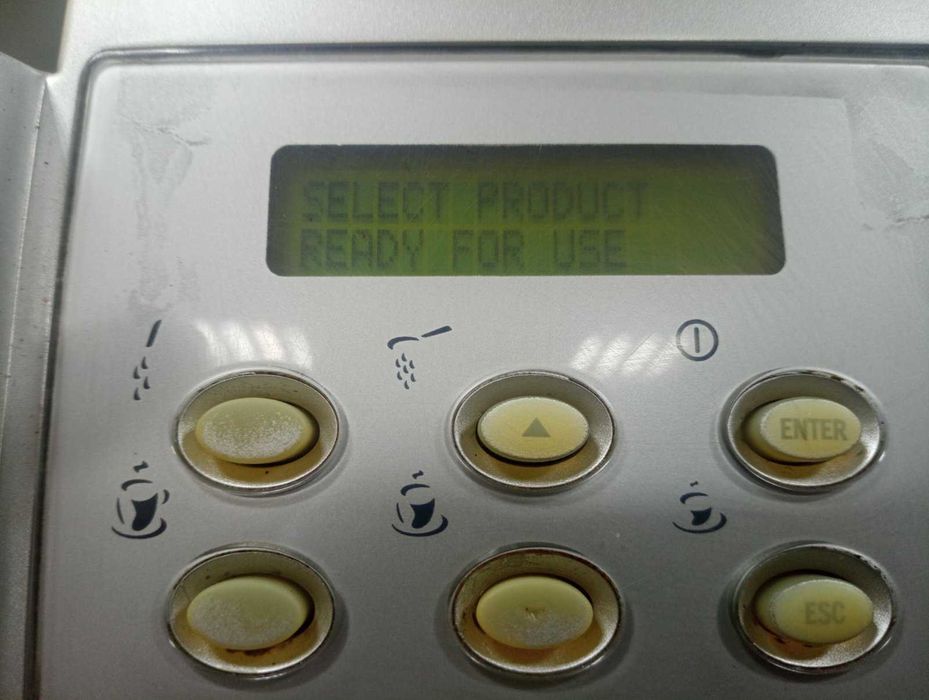 SELECT PRODUCT
READY FOR USE
ENTER
ESC